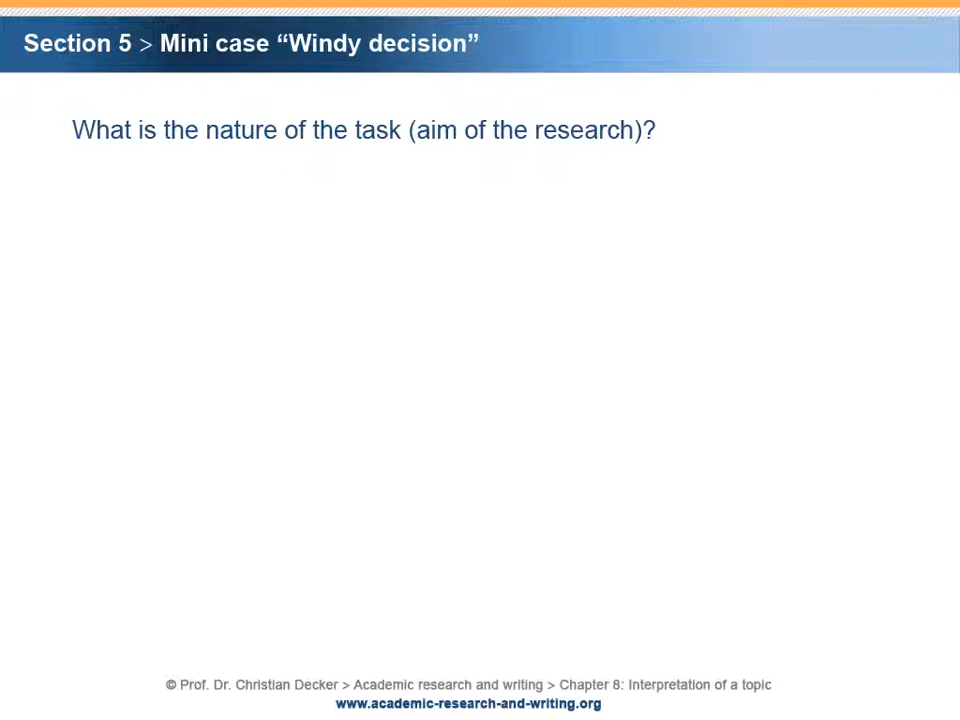 Section 5 > Mini case “Windy decision”
What is the nature of the task (aim of the research)?
© Prof. Dr. Christian Decker > Academic research and writing > Chapter 8: Interpretation of a topic
www.academic-research-and-writing.org